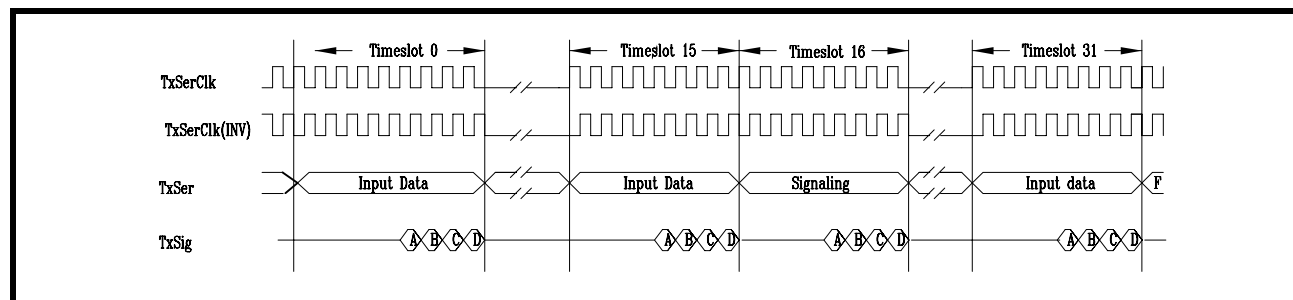 Timeslot 0 Timeslot 15 Timeslot 16 Timeslot 31
TxSerClk
TxSerClk(INV)
TxSer Input Data Input Data Signaling Input data F
TxSig A B C D A B C D A B C D A B C D